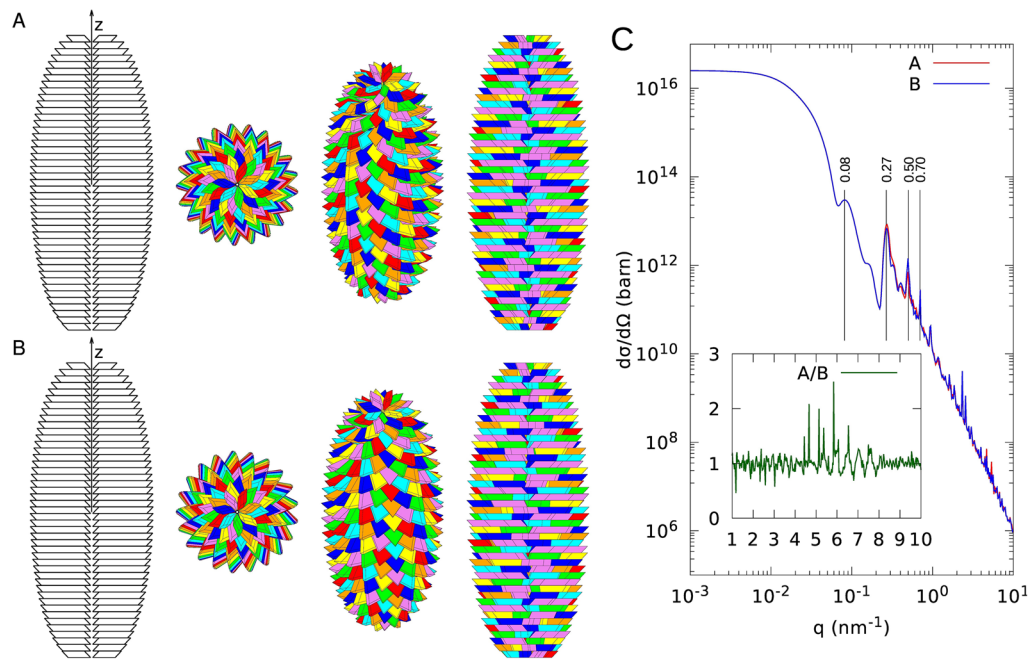 A
z
B
z
C
dσ/dΩ (barn)
10^16
10^14
10^12
10^10
10^8
10^6
A
B
0.08
0.27
0.50
0.70
A/B
3
2
1
0
1 2 3 4 5 6 7 8 9 10
10^-3 10^-2 10^-1 10^0 10^1
q (nm^-1)